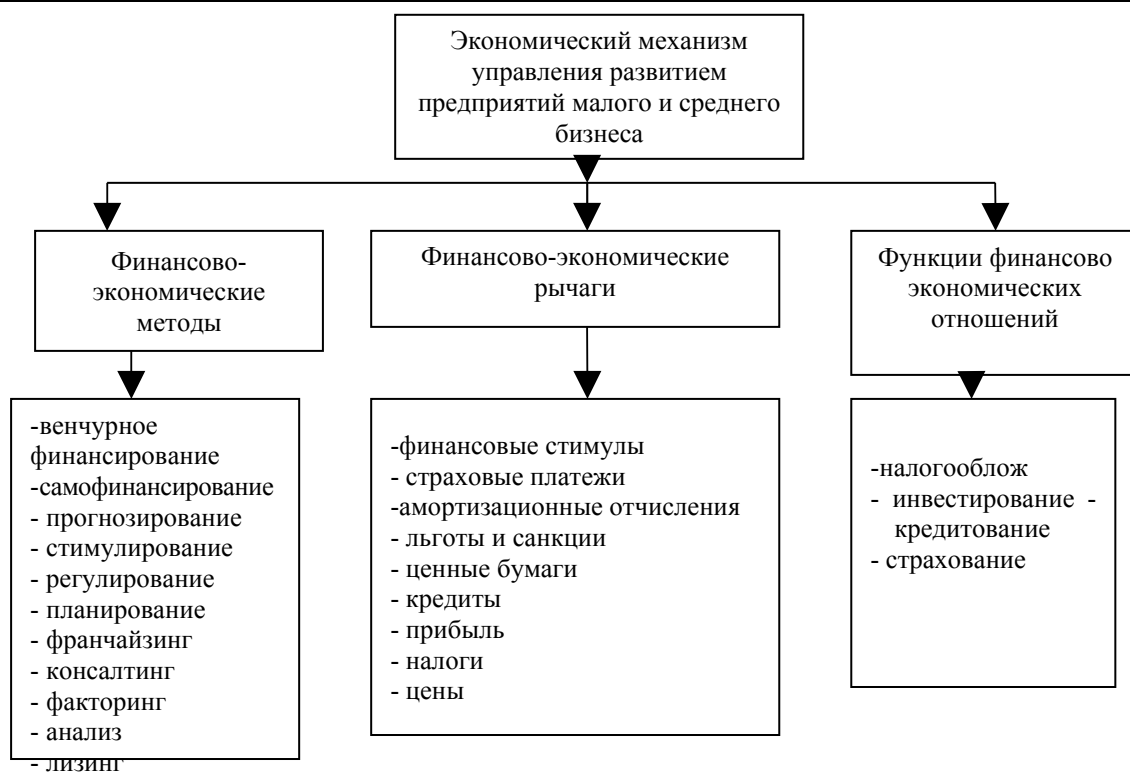 Экономический механизм
управления развитием
предприятий малого и среднего
бизнеса
Финансово-
экономические
методы
Финансово-экономические
рычаги
Функции финансово
экономических
отношений
-венчурное
финансирование
-самофинансирование
- прогнозирование
- стимулирование
- регулирование
- планирование
- франчайзинг
- консалтинг
- факторинг
- анализ
- лизинг
-финансовые стимулы
- страховые платежи
-амортизационные отчисления
- льготы и санкции
- ценные бумаги
- кредиты
- прибыль
- налоги
- цены
-налогооблож
- инвестирование -
кредитование
- страхование